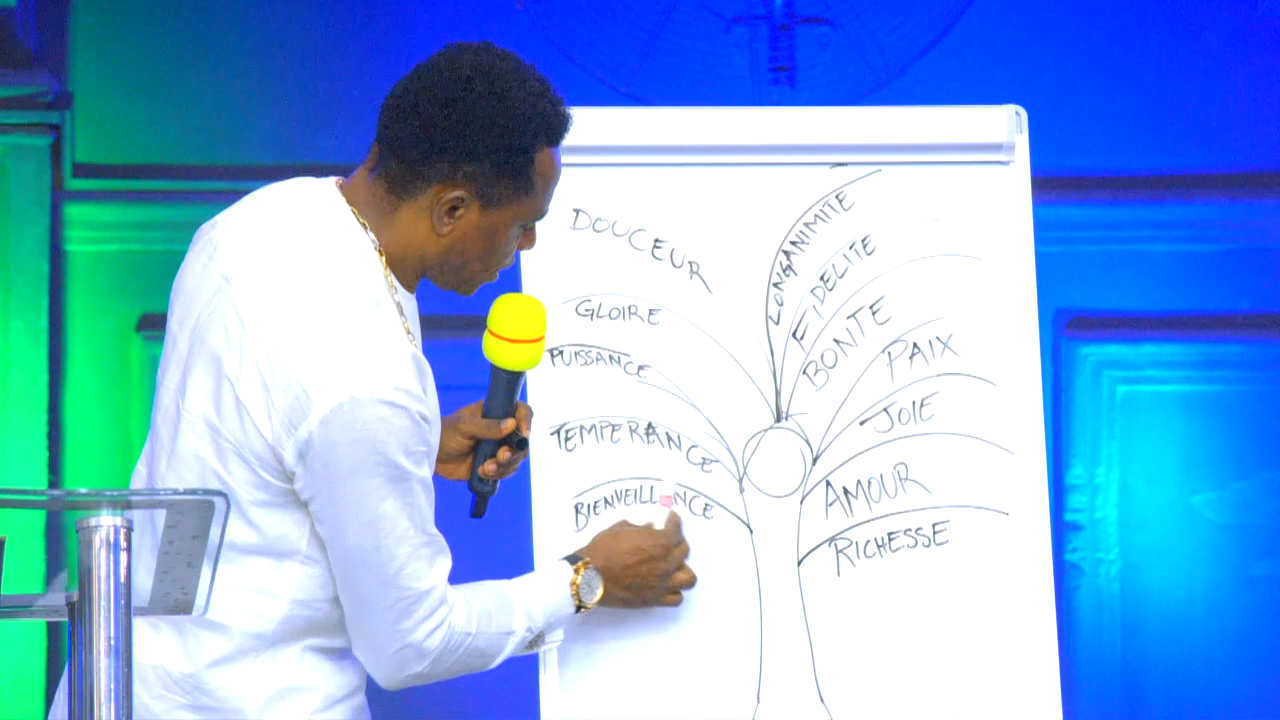 DOUCEUR
GLOIRE
PUISSANCE
TEMPERANCE
BIENVEILLANCE
LONGANIMITE
FIDELITE
BONTE
PAIX
JOIE
AMOUR
RICHESSE